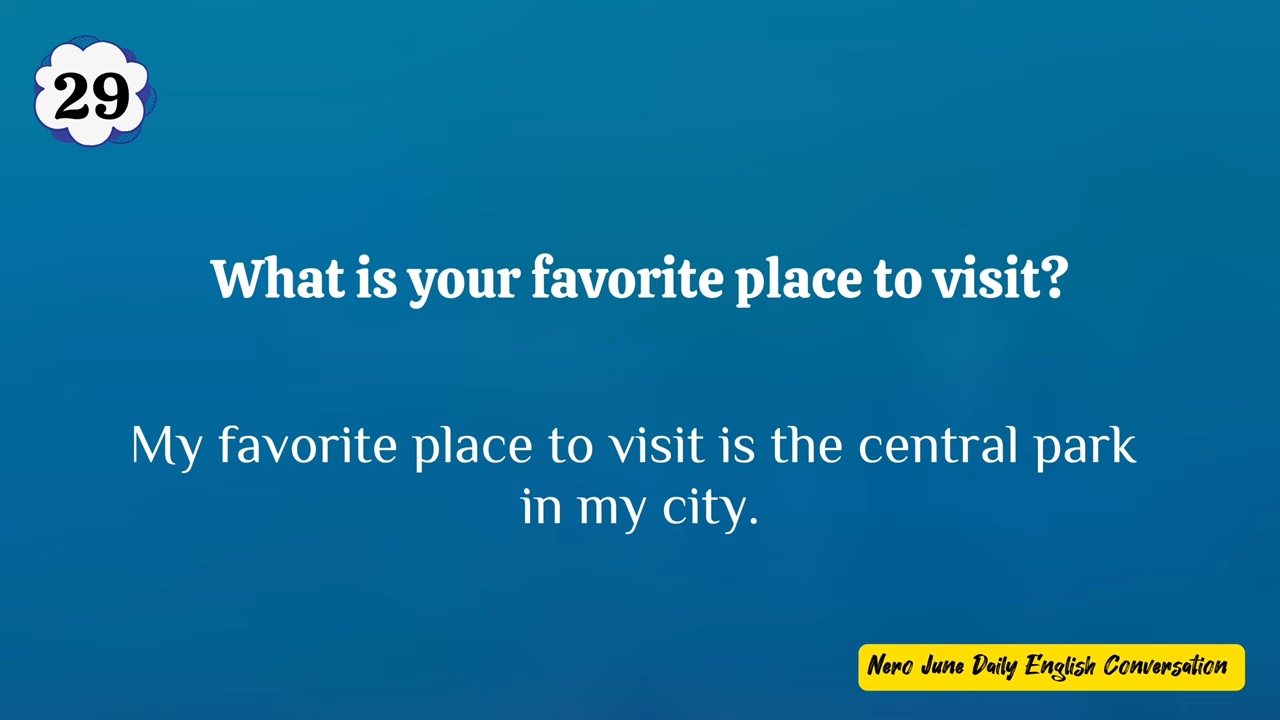 29
What is your favorite place to visit?
My favorite place to visit is the central park
in my city.
Nero June Daily English Conversation